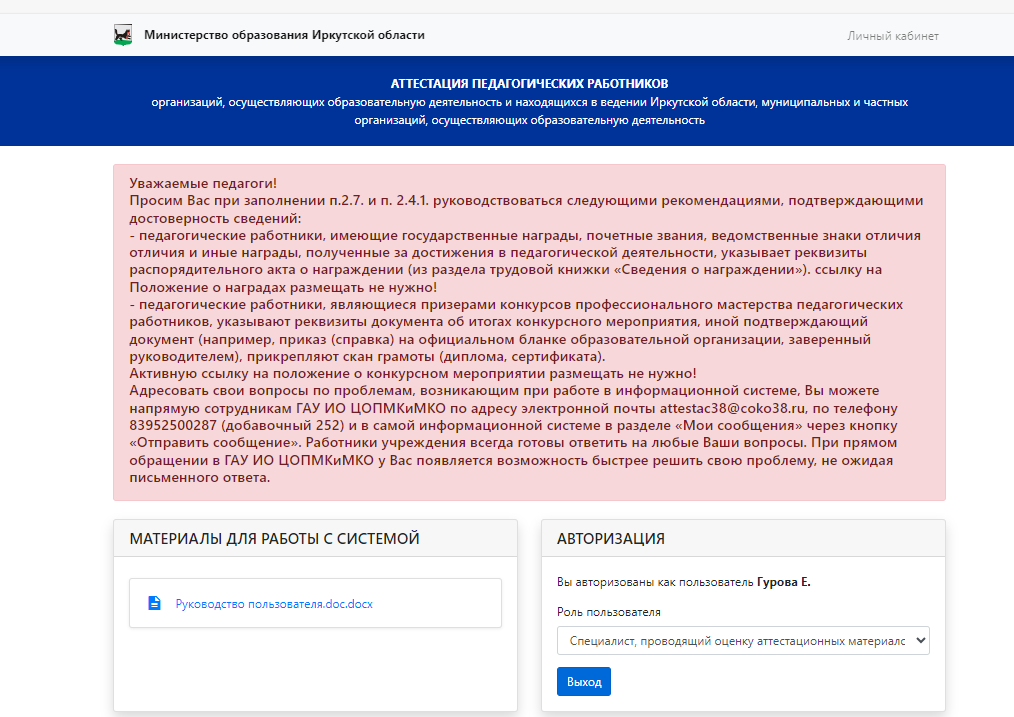 Министерство образования Иркутской области
Личный кабинет
АТТЕСТАЦИЯ ПЕДАГОГИЧЕСКИХ РАБОТНИКОВ
организаций, осуществляющих образовательную деятельность и находящихся в ведении Иркутской области, муниципальных и частных
организаций, осуществляющих образовательную деятельность
Уважаемые педагоги!
Просим Вас при заполнении п.2.7. и п. 2.4.1. руководствоваться следующими рекомендациями, подтверждающими
достоверность сведений:
- педагогические работники, имеющие государственные награды, почетные звания, ведомственные знаки отличия
отличия и иные награды, полученные за достижения в педагогической деятельности, указывает реквизиты
распорядительного акта о награждении (из раздела трудовой книжки «Сведения о награждении»). ссылку на
Положение о наградах размещать не нужно!
- педагогические работники, являющиеся призерами конкурсов профессионального мастерства педагогических
работников, указывают реквизиты документа об итогах конкурсного мероприятия, иной подтверждающий
документ (например, приказ (справка) на официальном бланке образовательной организации, заверенный
руководителем), прикрепляют скан грамоты (диплома, сертификата).
Активную ссылку на положение о конкурсном мероприятии размещать не нужно!
Адресовать свои вопросы по проблемам, возникающим при работе в информационной системе, Вы можете
напрямую сотрудникам ГАУ ИО ЦОПМКиМКО по адресу электронной почты attestac38@coko38.ru, по телефону
83952500287 (добавочный 252) и в самой информационной системе в разделе «Мои сообщения» через кнопку
«Отправить сообщение». Работники учреждения всегда готовы ответить на любые Ваши вопросы. При прямом
обращении в ГАУ ИО ЦОПМКиМКО у Вас появляется возможность быстрее решить свою проблему, не ожидая
письменного ответа.
МАТЕРИАЛЫ ДЛЯ РАБОТЫ С СИСТЕМОЙ
Руководство пользователя.doc.docx
АВТОРИЗАЦИЯ
Вы авторизованы как пользователь Гурова Е.
Роль пользователя
Специалист, проводящий оценку аттестационных материалс
Выход